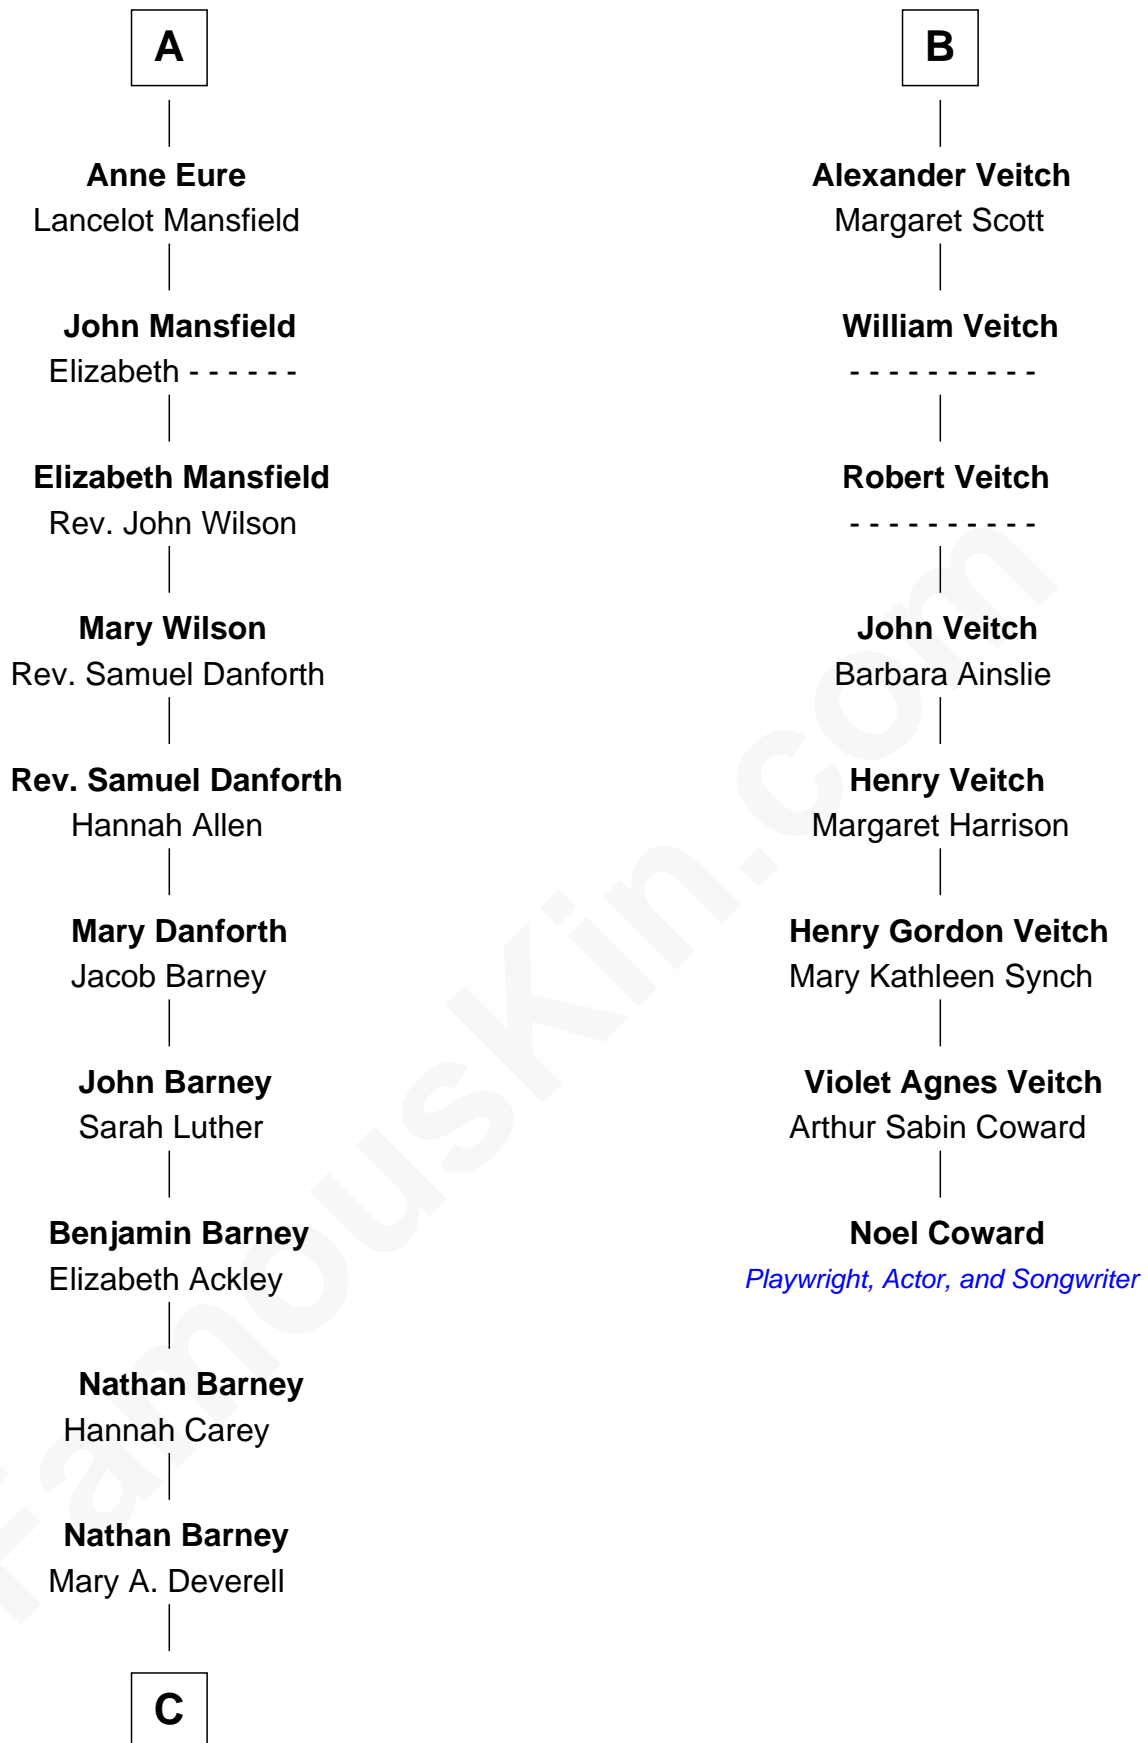 A
Anne Eure
Lancelot Mansfield
John Mansfield
Elizabeth - - - - - -
Elizabeth Mansfield
Rev. John Wilson
Mary Wilson
Rev. Samuel Danforth
Rev. Samuel Danforth
Hannah Allen
Mary Danforth
Jacob Barney
John Barney
Sarah Luther
Benjamin Barney
Elizabeth Ackley
Nathan Barney
Hannah Carey
Nathan Barney
Mary A. Deverell
C
B
Alexander Veitch
Margaret Scott
William Veitch
- - - - - - - - - -
Robert Veitch
- - - - - - - - - -
John Veitch
Barbara Ainslie
Henry Veitch
Margaret Harrison
Henry Gordon Veitch
Mary Kathleen Synch
Violet Agnes Veitch
Arthur Sabin Coward
Noel Coward
Playwright, Actor, and Songwriter
FamousKin.com